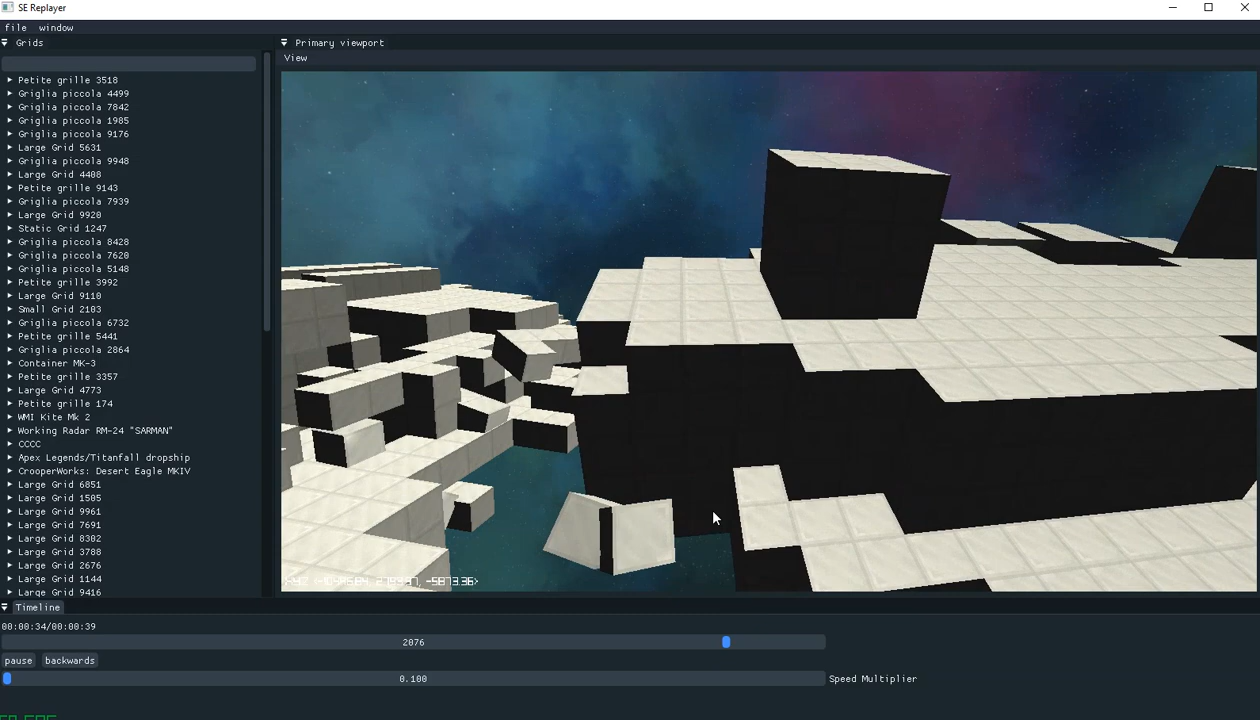 SE Replayer
file window
Grids
Petite grille 3518
Griglia piccola 4499
Griglia piccola 7842
Griglia piccola 1985
Griglia piccola 9176
Large Grid 5631
Griglia piccola 9948
Large Grid 4408
Petite grille 9143
Griglia piccola 7939
Large Grid 9920
Static Grid 1247
Griglia piccola 8428
Griglia piccola 7620
Griglia piccola 5148
Petite grille 3992
Large Grid 9110
Small Grid 2103
Griglia piccola 6732
Petite grille 5441
Griglia piccola 2864
Container MK-3
Petite grille 3357
Large Grid 4773
Petite grille 174
WMI Kite Mk 2
Working Radar RM-24 "SARMAN"
CCCC
Apex Legends/Titanfall dropship
CrooperWorks: Desert Eagle MKIV
Large Grid 6851
Large Grid 1505
Large Grid 9961
Large Grid 7691
Large Grid 8302
Large Grid 3788
Large Grid 2676
Large Grid 1144
Large Grid 9416
Primary viewport
View
-5873.36>
Timeline
00:00:34/00:00:39
2076
pause backwards
0.100 Speed Multiplier